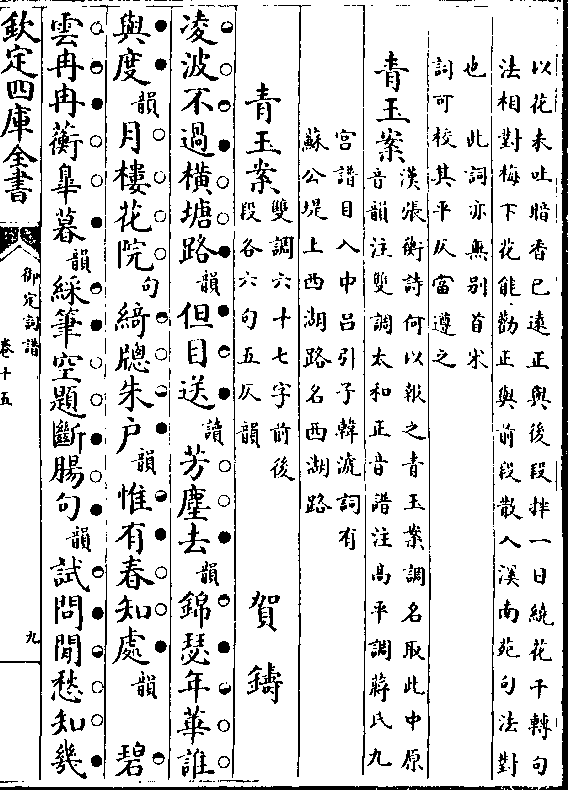 以花未吐暗香已遠正與後段拌一日繞花千轉句
法相對梅下花能勸正與前段散入溪南苑句法對
也　此詞亦無别首宋
詞可校其平仄當遵之
青玉案
漢張衡詩何以報之青玉案調名取此中原
音韻注雙調太和正音譜注高平調蔣氏九
宫譜目入中吕引子韓淲詞有
蘇公堤上西湖路名西湖路
青玉案
雙調六十七字前後
段各六句五仄韻
賀鑄
凌波不過橫塘路韻但目送讀芳塵去韻錦瑟年華誰
與度韻月樓花院句綺牕朱户韻惟有春知處韻　碧
雲冉冉蘅臯暮韻綵筆空題斷腸句韻試問閒愁知幾
欽定四庫全書
御定詞譜
卷十五
九